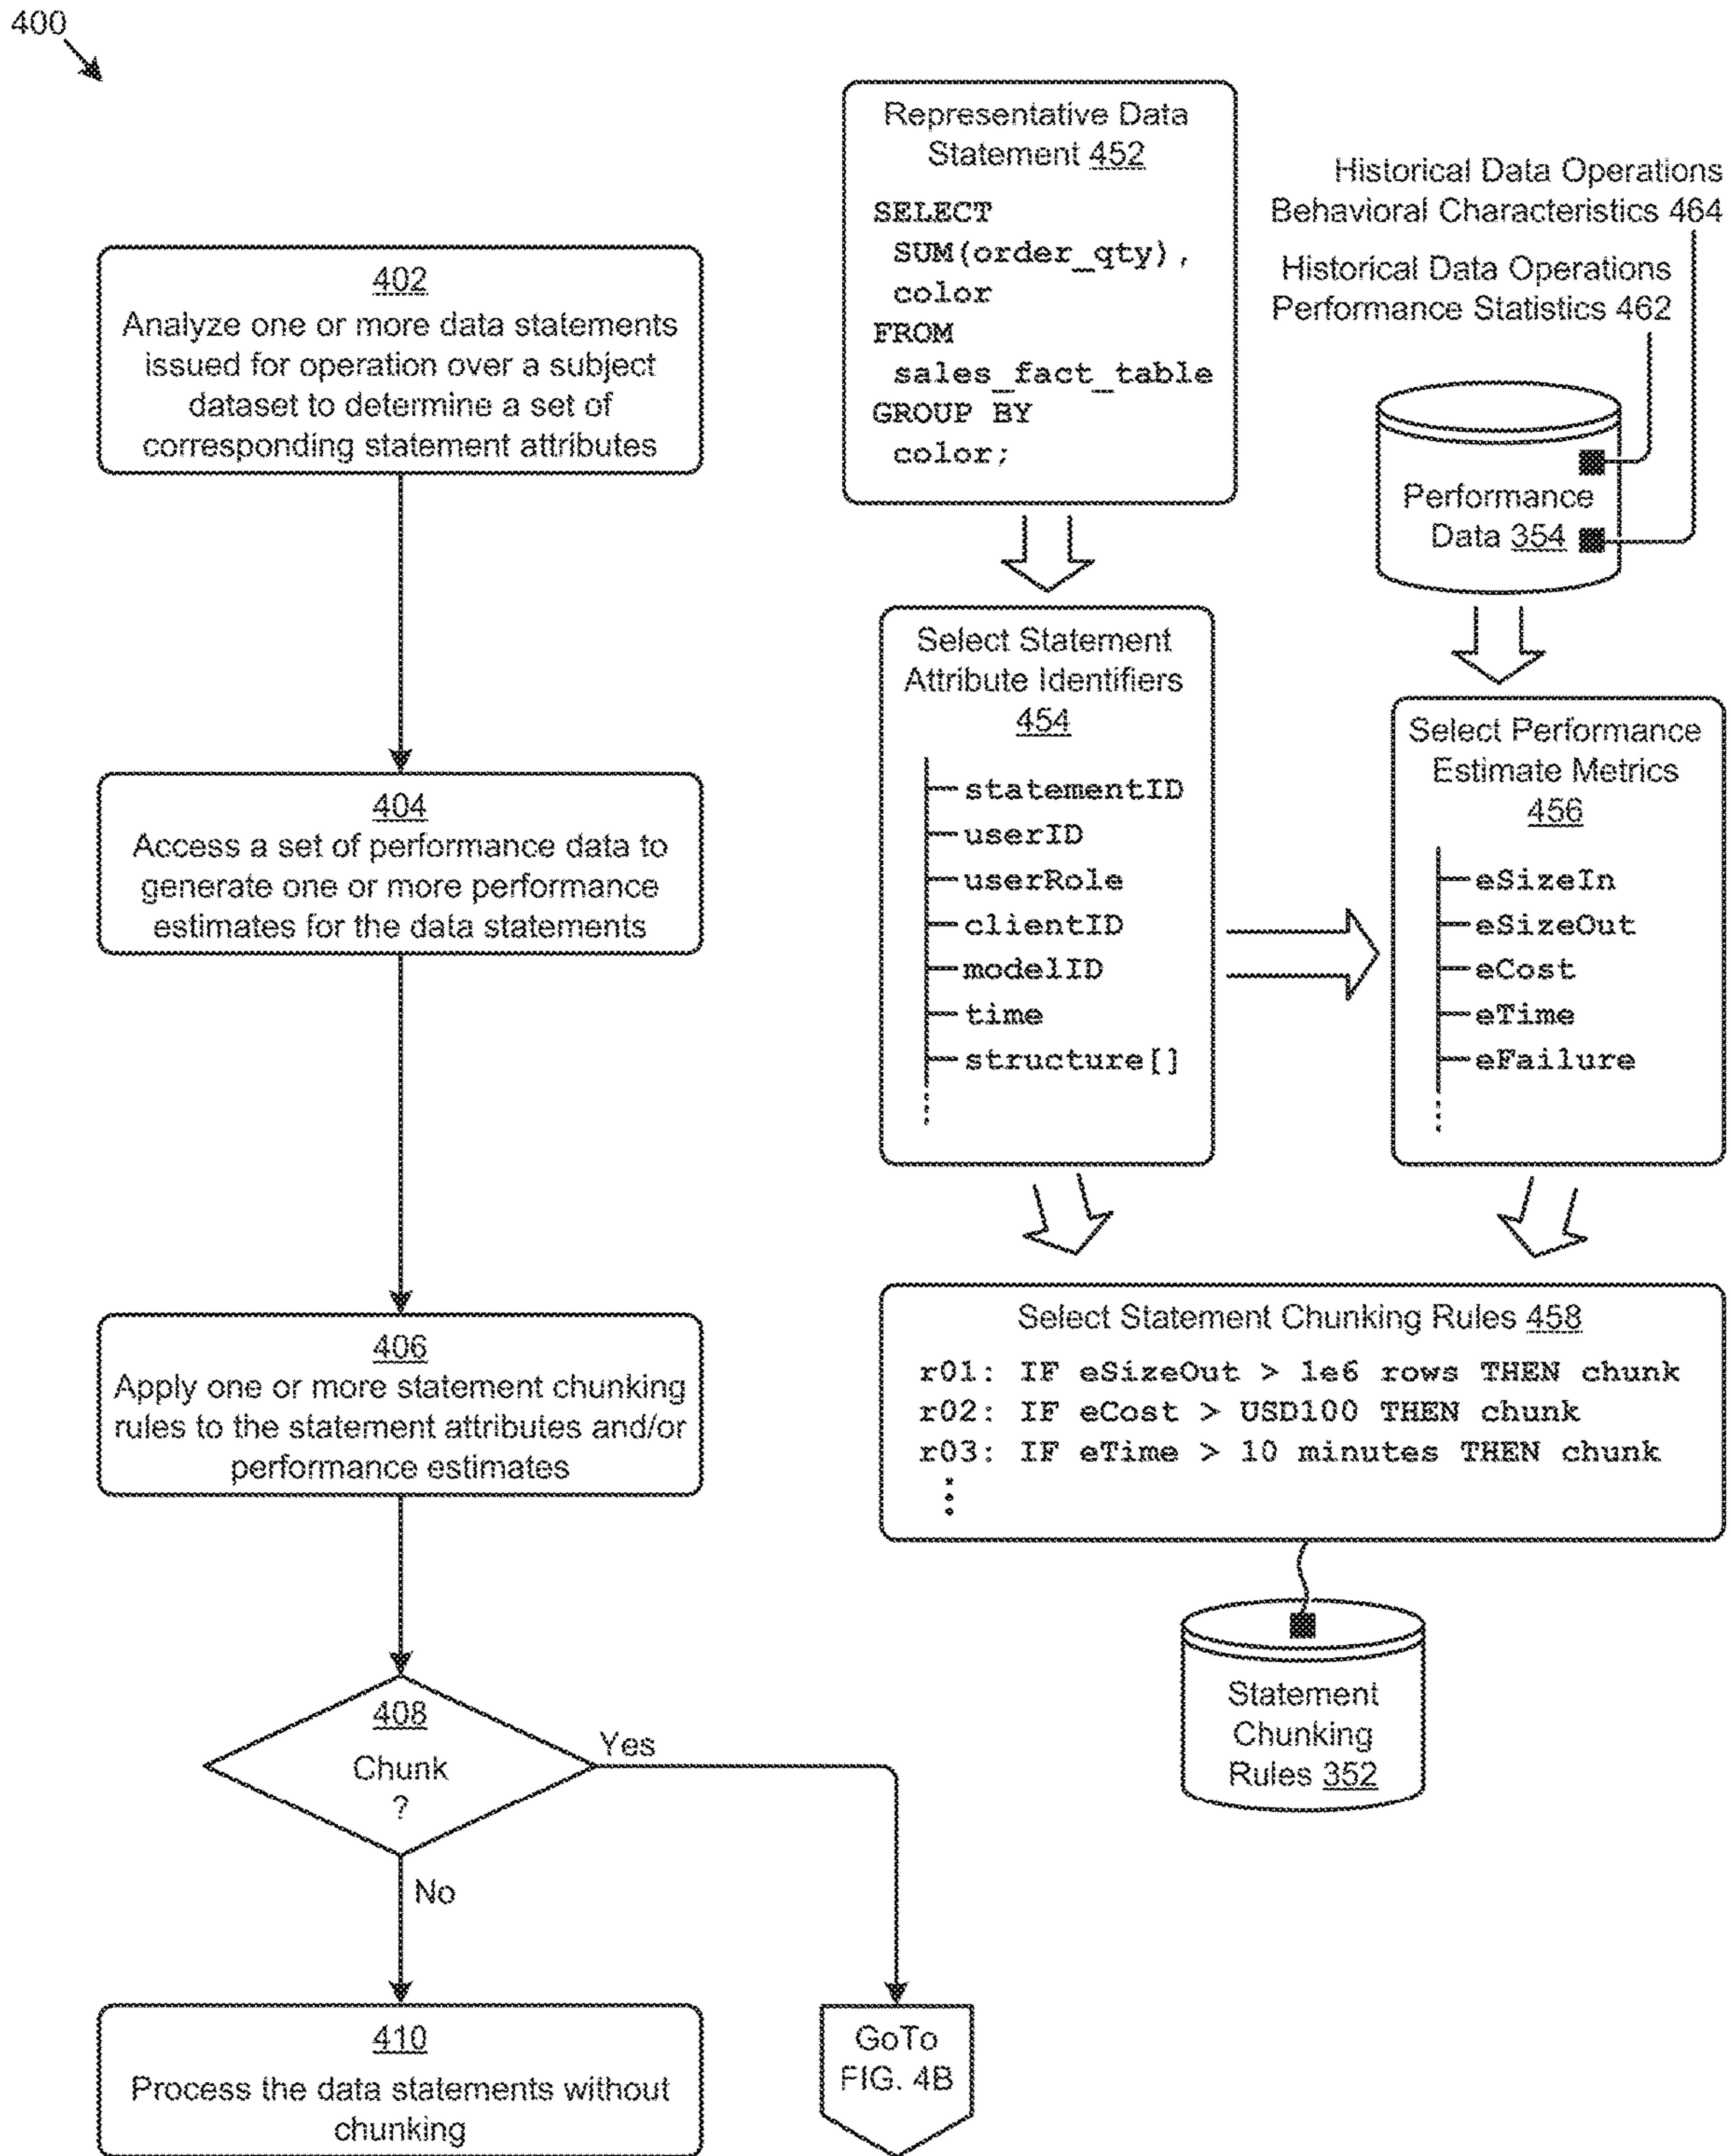 400
402
Analyze one or more data statements
issued for operation over a subject
dataset to determine a set of
corresponding statement attributes
404
Access a set of performance data to
generate one or more performance
estimates for the data statements
406
Apply one or more statement chunking
rules to the statement attributes and/or
performance estimates
408
Chunk
?
Yes
No
410
Process the data statements without
chunking
GoTo
FIG. 4B
Representative Data
Statement 452
SELECT
SUM(order_qty),
color
FROM
sales_fact_table
GROUP BY
color;
Historical Data Operations
Behavioral Characteristics 464
Historical Data Operations
Performance Statistics 462
Performance
Data 354
Select Statement
Attribute Identifiers
454
statementID
userID
userRole
clientID
modelID
time
structure[]
Select Performance
Estimate Metrics
456
eSizeIn
eSizeOut
eCost
eTime
eFailure
Select Statement Chunking Rules 458
r01: IF eSizeOut > 1e6 rows THEN chunk
r02: IF eCost > USD100 THEN chunk
r03: IF eTime > 10 minutes THEN chunk
Statement
Chunking
Rules 352